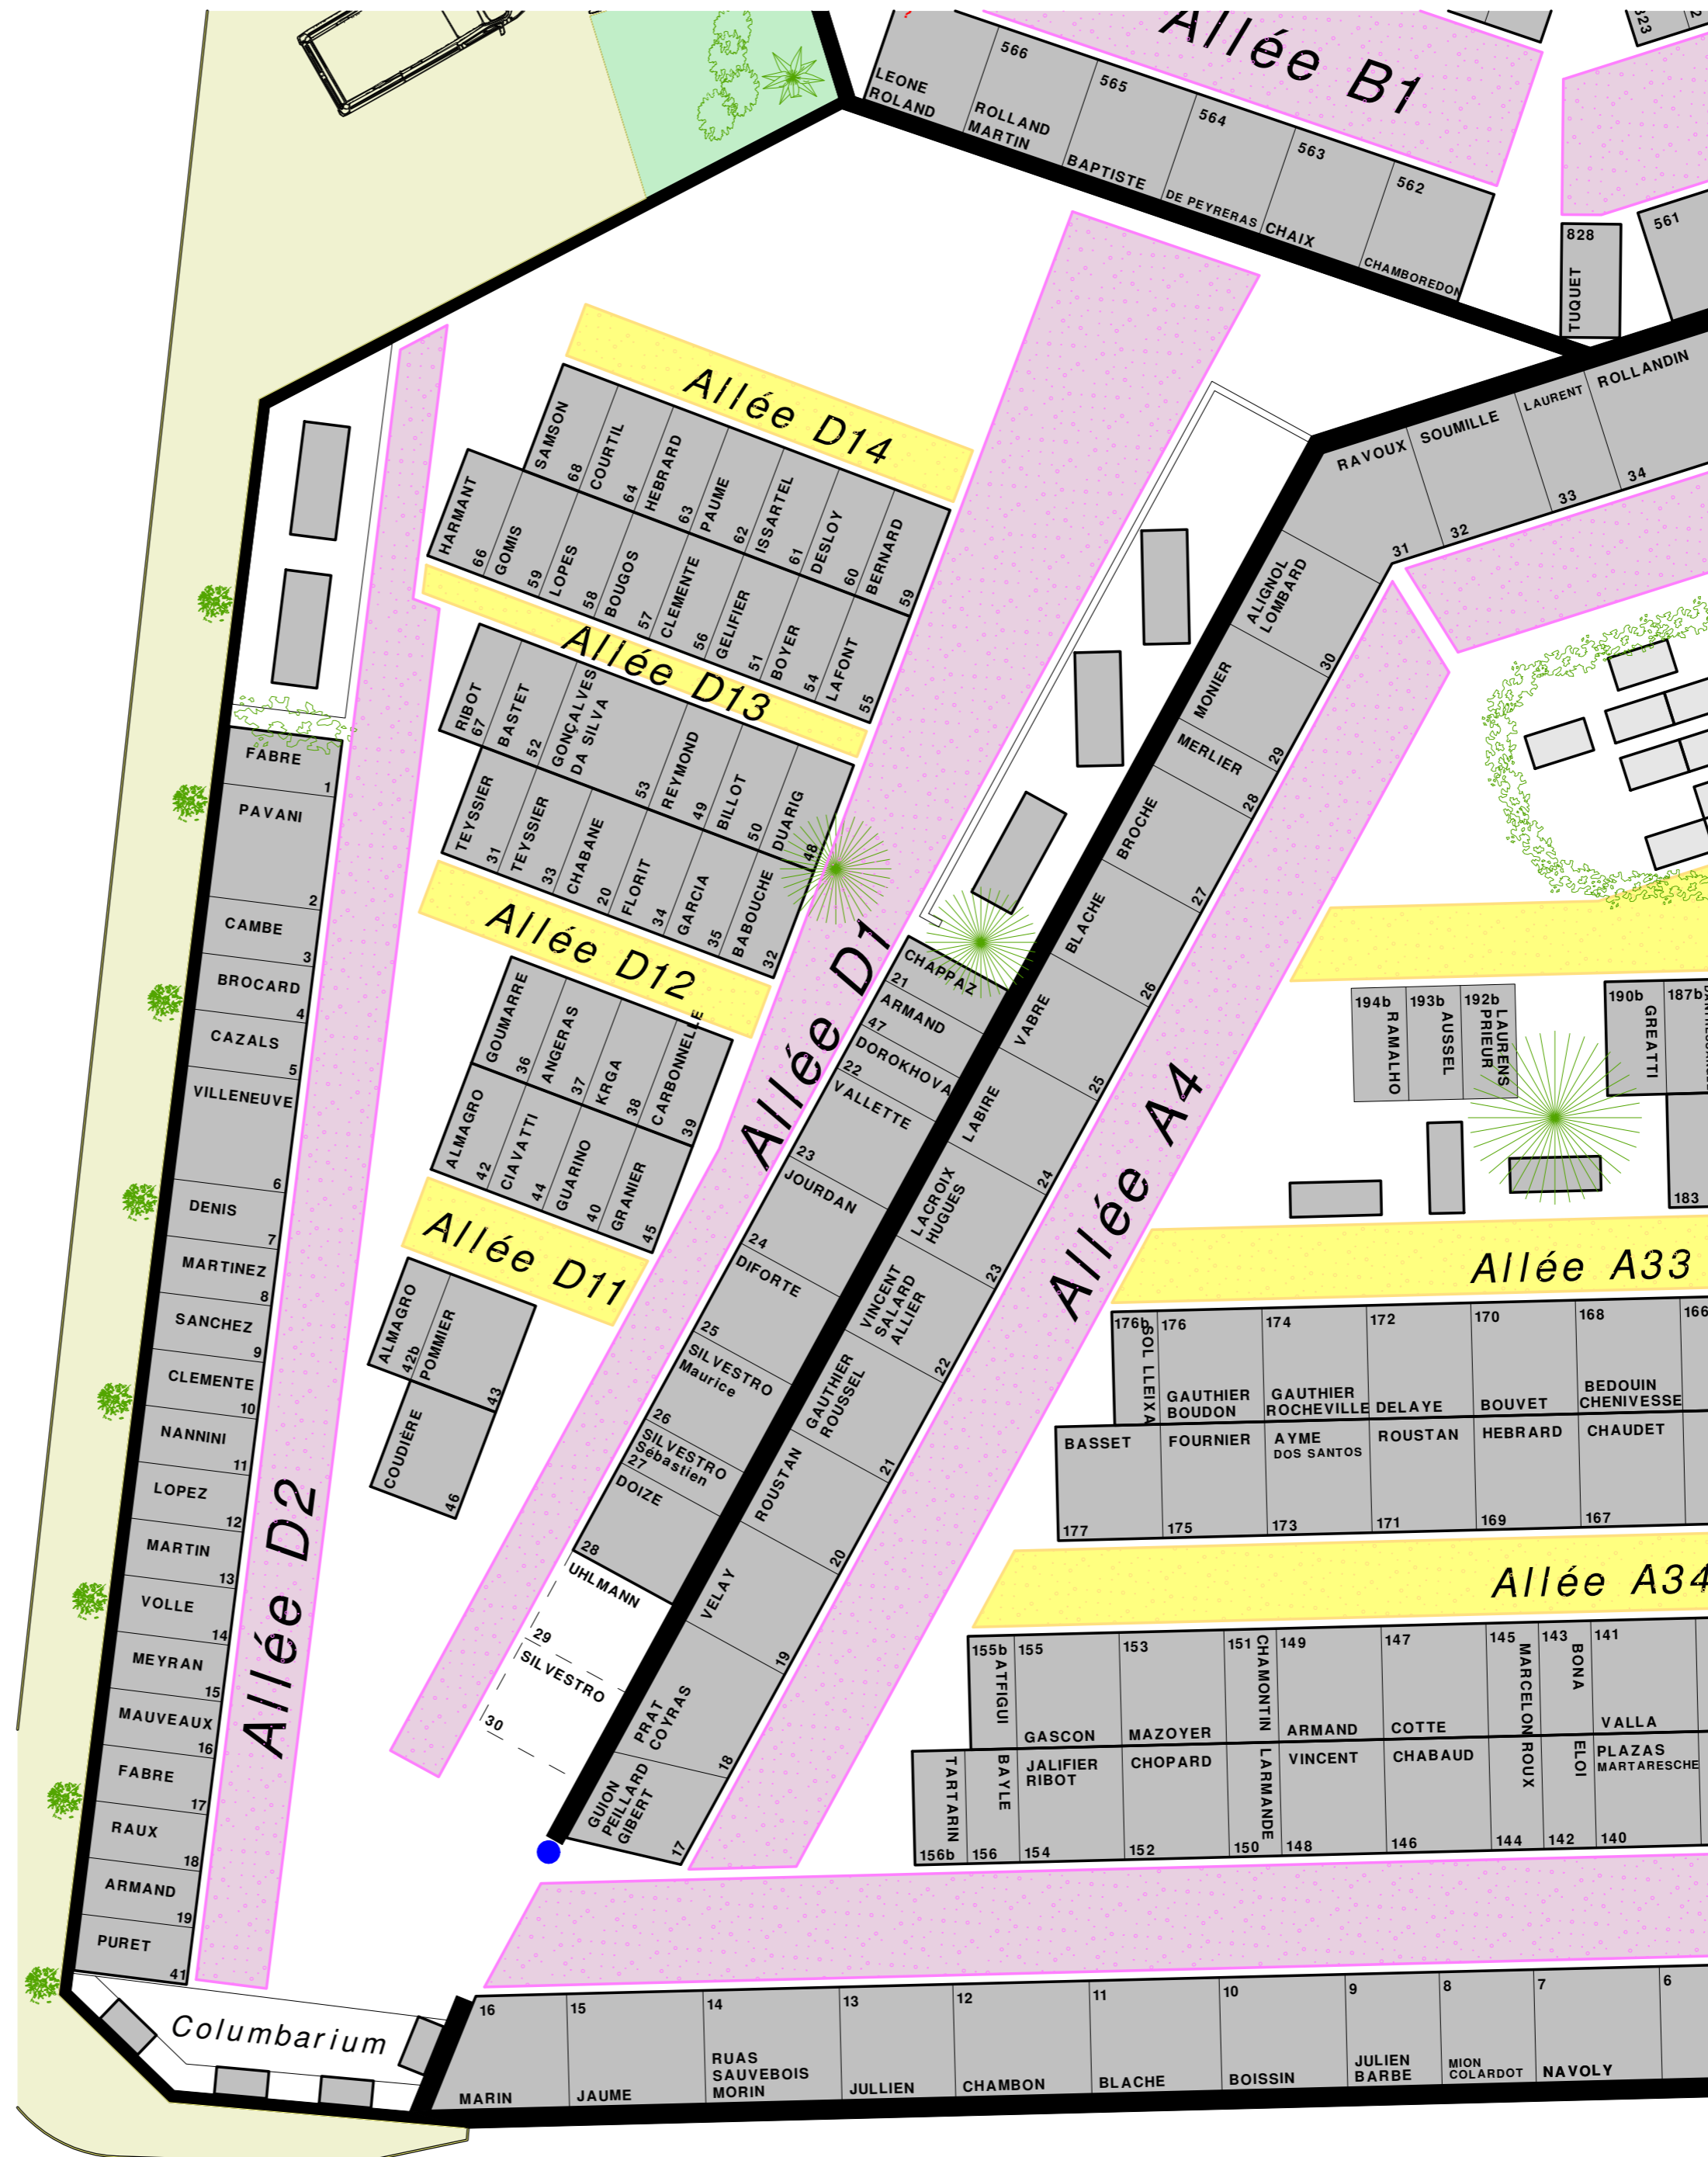 ?
Allée B1
323
LEONE
ROLAND
566
ROLLAND
MARTIN
565
BAPTISTE
564
DE PEYRERAS
563
CHAIX
562
CHAMBOREDON
828
TUQUET
561
RAVOUX
31
SOUMILLE
32
LAURENT
33
ROLLANDIN
34
Allée D14
SAMSON
68
COURTIL
64
HEBRARD
63
PAUME
62
ISSARTEL
61
DESLOY
60
BERNARD
59
HARMANT
66
GOMIS
59
LOPES
58
BOUGOS
57
CLEMENTE
56
GELIFIER
51
BOYER
54
LAFONT
55
Allée D13
RIBOT
67
BASTET
52
GONÇALVES
DA SILVA
53
REYMOND
49
BILLOT
50
DUARIG
48
TEYSSIER
31
TEYSSIER
33
CHABANE
20
FLORIT
34
GARCIA
35
BABOUCHE
32
Allée D12
GOUMARRE
36
ANGERAS
37
KRGA
38
CARBONNELLE
39
ALMAGRO
42
CIAVATTI
44
GUARINO
40
GRANIER
45
Allée D11
ALMAGRO
42b
POMMIER
43
COUDIÈRE
46
FABRE
1
PAVANI
2
CAMBE
3
BROCARD
4
CAZALS
5
VILLENEUVE
6
DENIS
7
MARTINEZ
8
SANCHEZ
9
CLEMENTE
10
NANNINI
11
LOPEZ
12
MARTIN
13
VOLLE
14
MEYRAN
15
MAUVEAUX
16
FABRE
17
RAUX
18
ARMAND
19
PURET
41
Allée D2
Allée D1
CHAPPAZ
21
ARMAND
47
DOROKHOVA
22
VALLETTE
23
JOURDAN
24
DIFORTE
25
SILVESTRO
Maurice
26
SILVESTRO
Sébastien
27
DOIZE
28
UHLMANN
29
SILVESTRO
30
ALIGNOL
LOMBARD
30
MONIER
29
MERLIER
28
BROCHE
27
BLACHE
26
VABRE
25
LABIRE
24
LACROIX
HUGUES
23
VINCENT
SALARD
ALLIER
22
GAUTHIER
ROUSSEL
21
ROUSTAN
20
VELAY
19
PRAT
COYRAS
18
GUION
PEILLARD
GIBERT
17
Allée A4
194b
RAMALHO
193b
AUSSEL
192b
LAURENS
PRIEUR
190b
GREATTI
187b
183
Allée A33
176b
SOL LLEIXA
176
GAUTHIER
BOUDON
174
GAUTHIER
ROCHEVILLE
172
DELAYE
170
BOUVET
168
BEDOUIN
CHENIVESSE
166
BASSET
177
FOURNIER
175
AYME
DOS SANTOS
173
ROUSTAN
171
HEBRARD
169
CHAUDET
167
Allée A34
155b
ATFIGUI
155
GASCON
153
MAZOYER
151
CHAMONTIN
149
ARMAND
147
COTTE
145
MARCELON
143
BONA
141
VALLA
TARTARIN
156b
BAYLE
156
JALIFIER
RIBOT
154
CHOPARD
152
LARMANDE
150
VINCENT
148
CHABAUD
146
ROUX
144
ELOI
142
PLAZAS
MARTARESCHE
140
Columbarium
16
MARIN
15
JAUME
14
RUAS
SAUVEBOIS
MORIN
13
JULLIEN
12
CHAMBON
11
BLACHE
10
BOISSIN
9
JULIEN
BARBE
8
MION
COLARDOT
7
NAVOLY
6